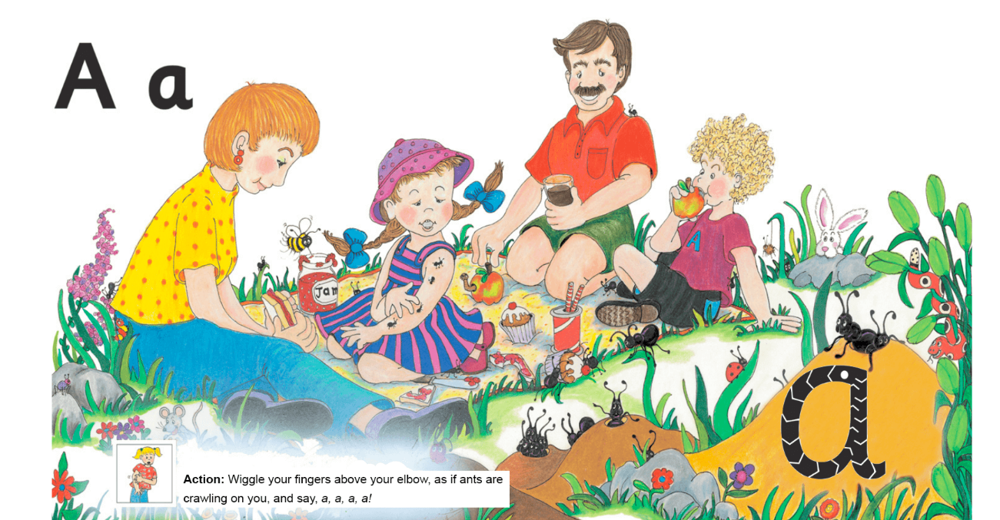 A a
Jam
A
a
Action: Wiggle your fingers above your elbow, as if ants are
crawling on you, and say, a, a, a, a!